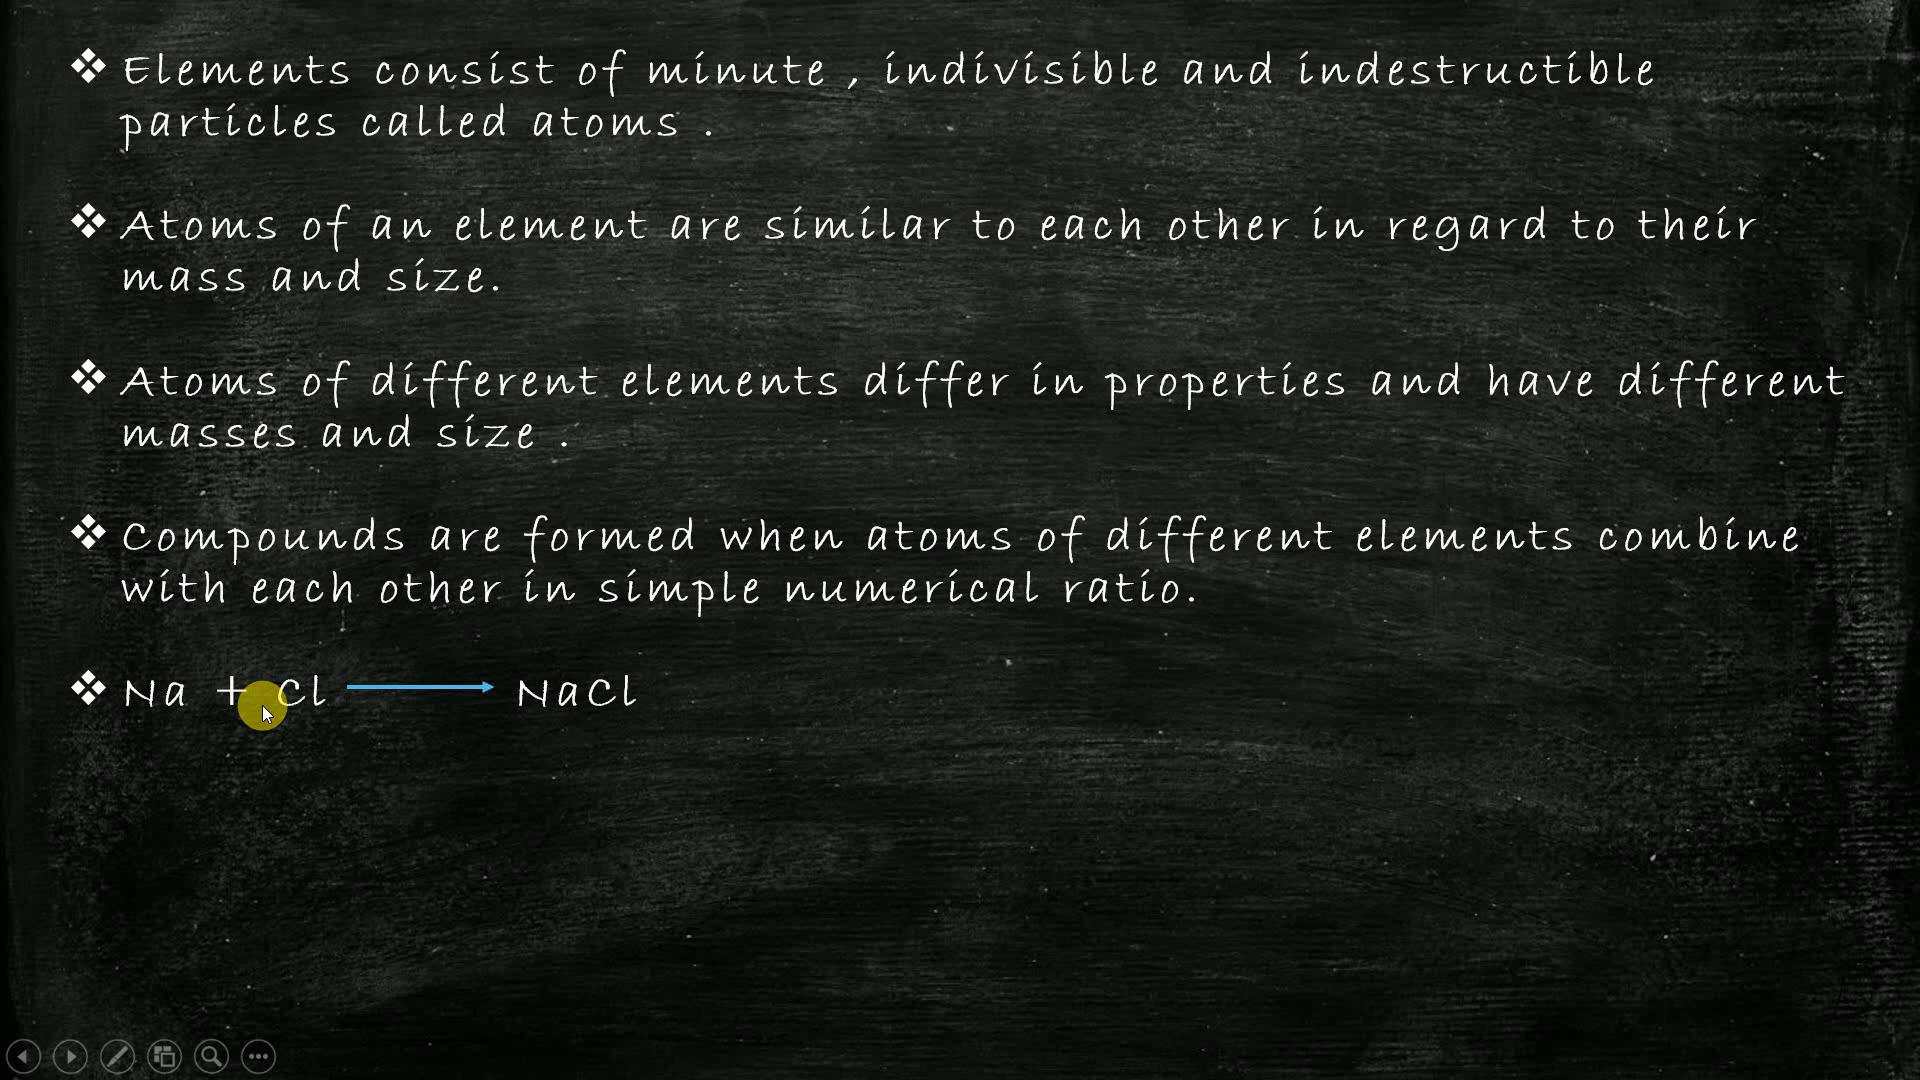 ❖ Elements consist of minute , indivisible and indestructible
particles called atoms .
❖ Atoms of an element are similar to each other in regard to their
mass and size.
❖ Atoms of different elements differ in properties and have different
masses and size .
❖ Compounds are formed when atoms of different elements combine
with each other in simple numerical ratio.
❖ Na + Cl → NaCl